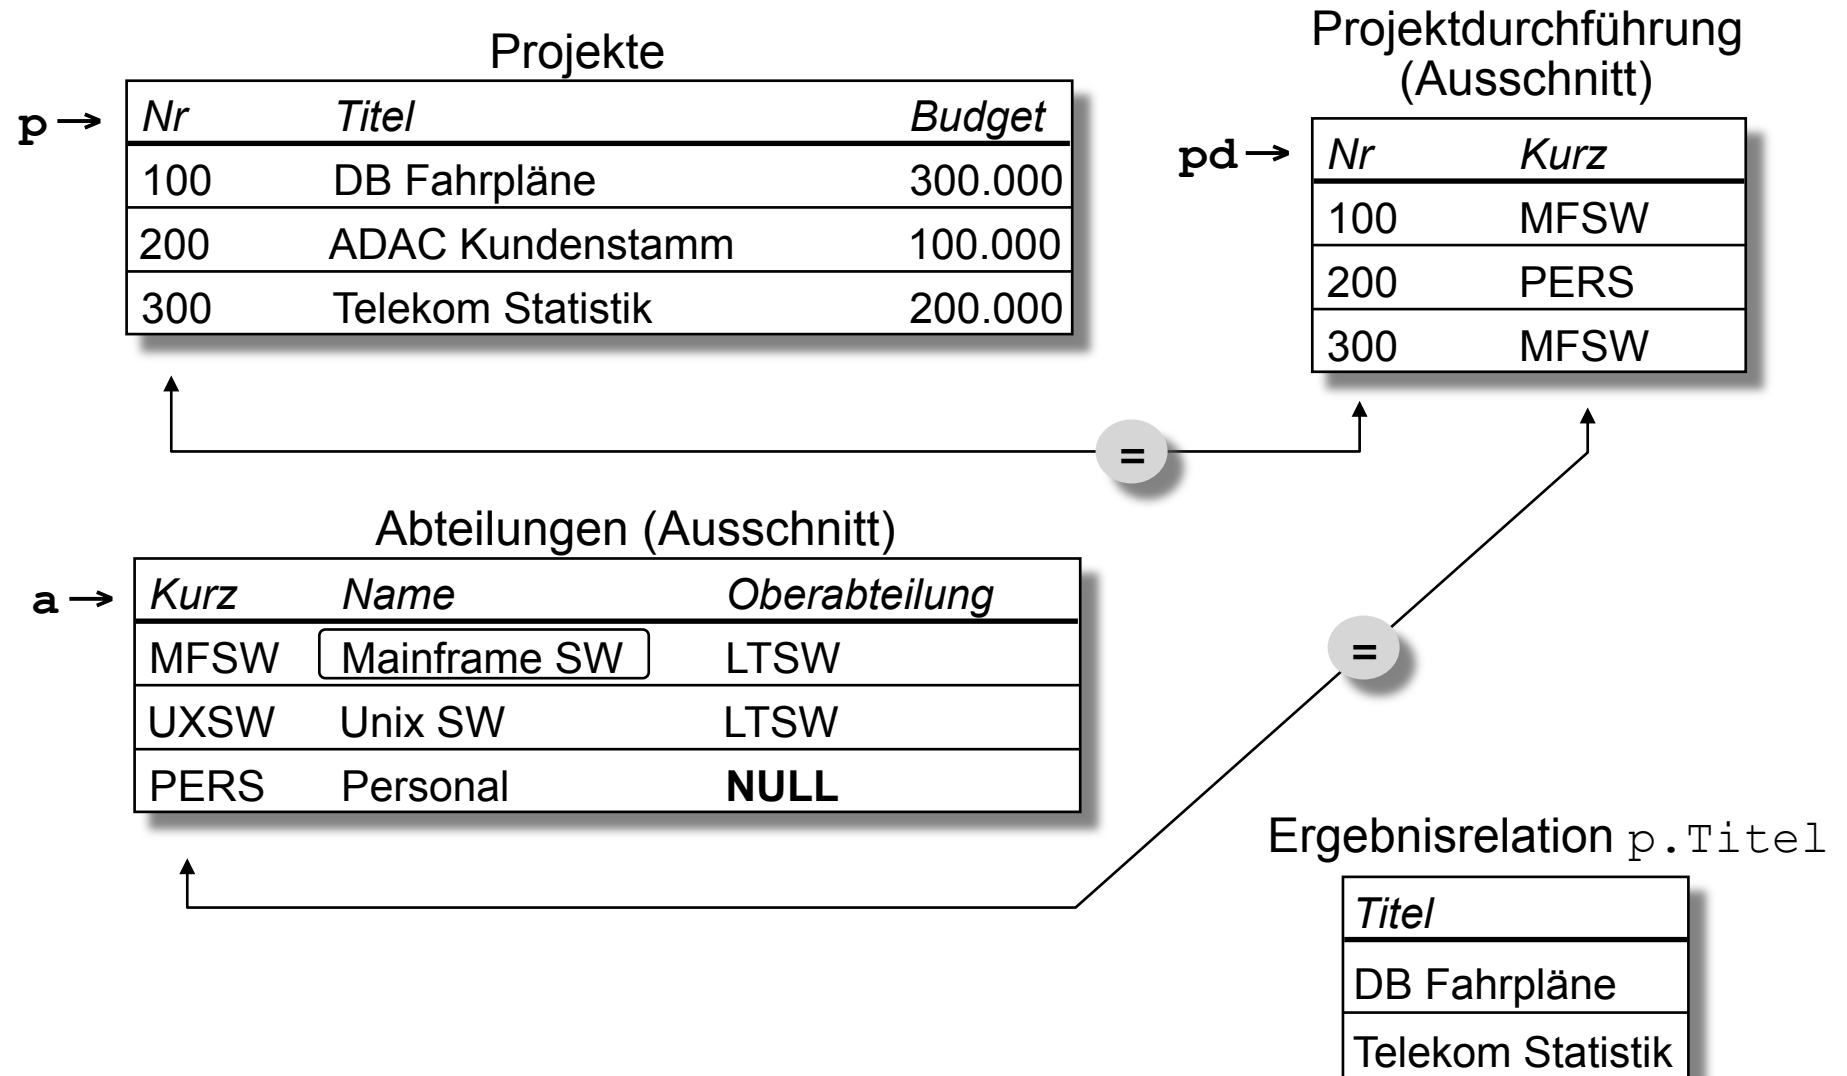 Projekte
p→
Nr Titel Budget
100 DB Fahrpläne 300.000
200 ADAC Kundenstamm 100.000
300 Telekom Statistik 200.000
Projektdurchführung
(Ausschnitt)
pd→
Nr Kurz
100 MFSW
200 PERS
300 MFSW
=
Abteilungen (Ausschnitt)
a→
Kurz Name Oberabteilung
MFSW Mainframe SW LTSW
UXSW Unix SW LTSW
PERS Personal NULL
=
Ergebnisrelation p.Titel
Titel
DB Fahrpläne
Telekom Statistik